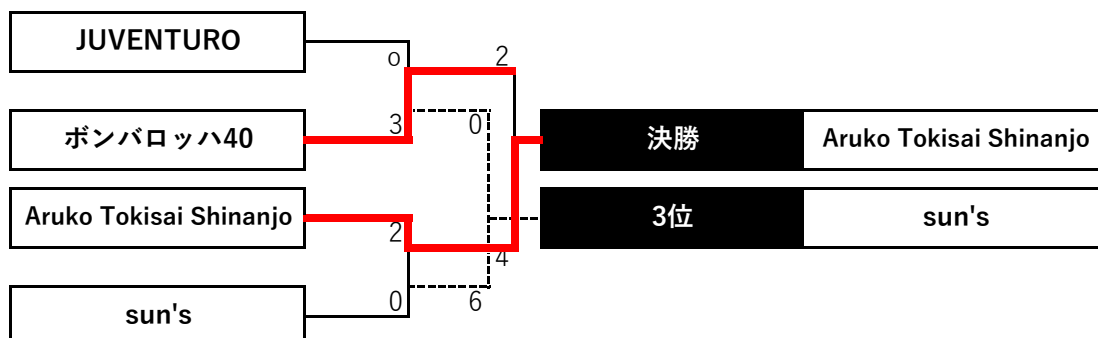 JUVENTURO
o
2
ボンバロッハ40
3
0
決勝
Aruko Tokisai Shinanjo
Aruko Tokisai Shinanjo
2
3位
sun's
4
0
6
sun's